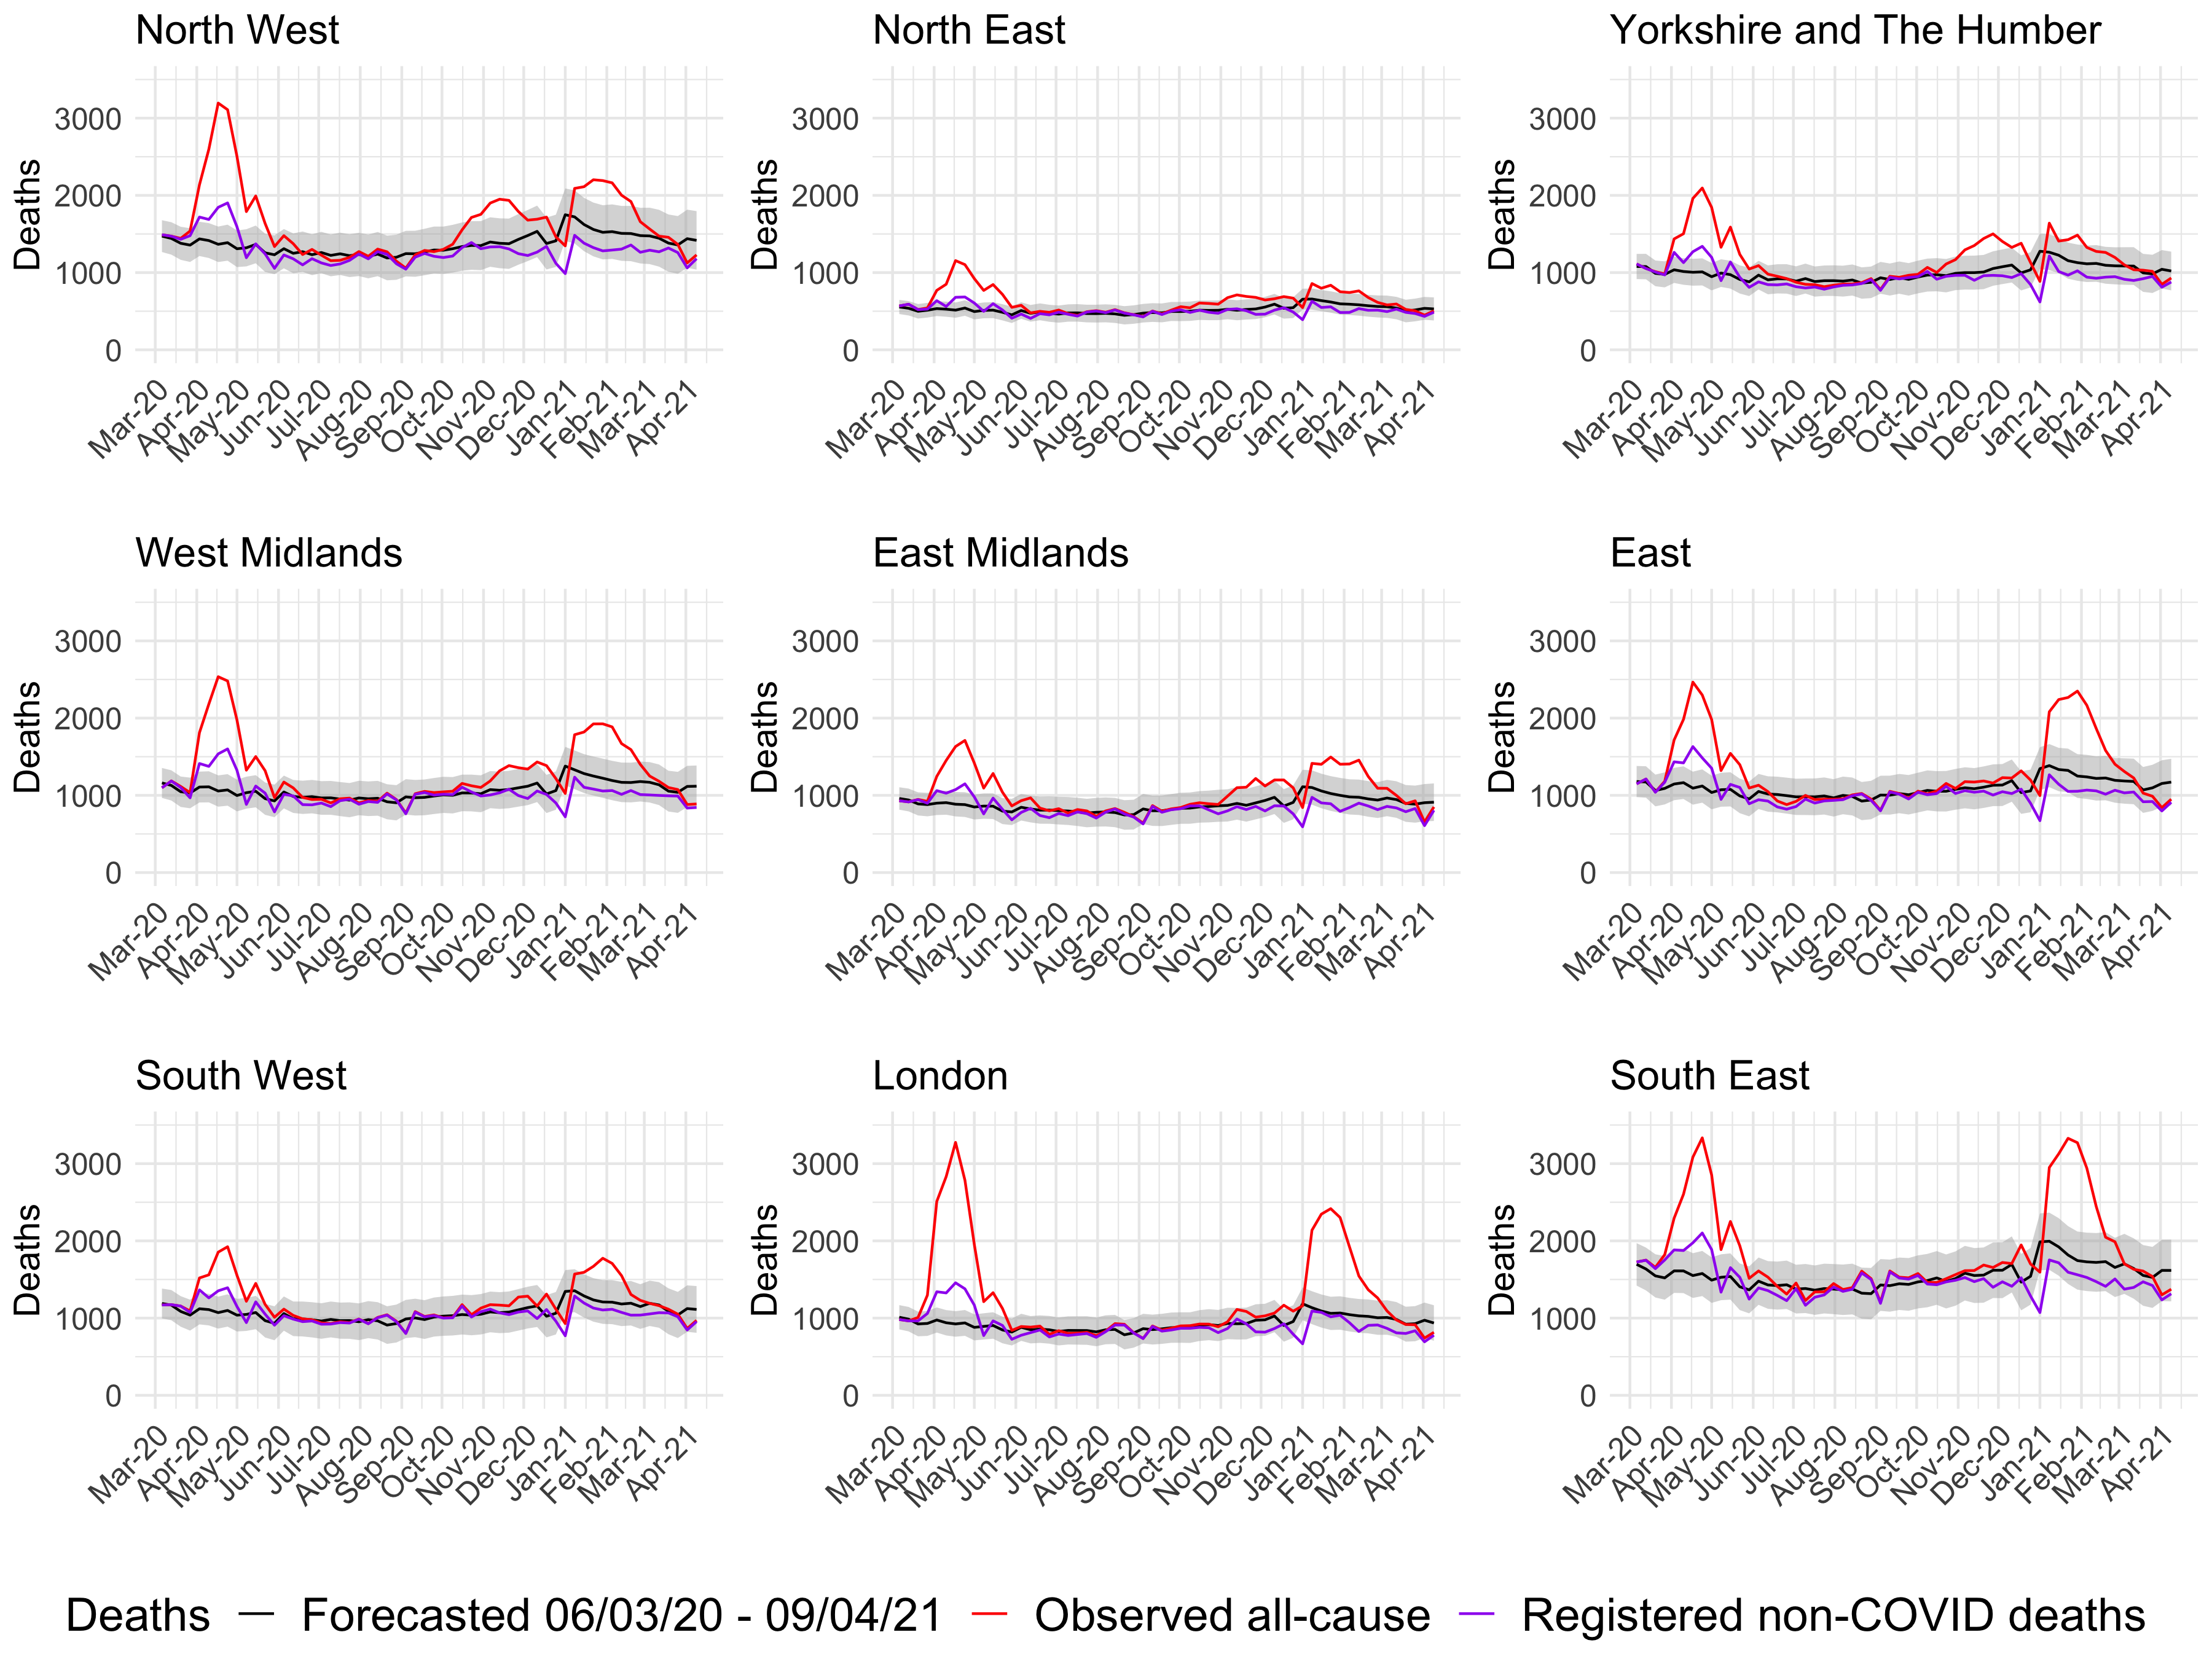 North West
North East
Yorkshire and The Humber
Deaths
3000
2000
1000
0
Mar-20
Apr-20
May-20
Jun-20
Jul-20
Aug-20
Sep-20
Oct-20
Nov-20
Dec-20
Jan-21
Feb-21
Mar-21
Apr-21
Deaths
3000
2000
1000
0
Mar-20
Apr-20
May-20
Jun-20
Jul-20
Aug-20
Sep-20
Oct-20
Nov-20
Dec-20
Jan-21
Feb-21
Mar-21
Apr-21
Deaths
3000
2000
1000
0
Mar-20
Apr-20
May-20
Jun-20
Jul-20
Aug-20
Sep-20
Oct-20
Nov-20
Dec-20
Jan-21
Feb-21
Mar-21
Apr-21
West Midlands
East Midlands
East
Deaths
3000
2000
1000
0
Mar-20
Apr-20
May-20
Jun-20
Jul-20
Aug-20
Sep-20
Oct-20
Nov-20
Dec-20
Jan-21
Feb-21
Mar-21
Apr-21
Deaths
3000
2000
1000
0
Mar-20
Apr-20
May-20
Jun-20
Jul-20
Aug-20
Sep-20
Oct-20
Nov-20
Dec-20
Jan-21
Feb-21
Mar-21
Apr-21
Deaths
3000
2000
1000
0
Mar-20
Apr-20
May-20
Jun-20
Jul-20
Aug-20
Sep-20
Oct-20
Nov-20
Dec-20
Jan-21
Feb-21
Mar-21
Apr-21
South West
London
South East
Deaths
3000
2000
1000
0
Mar-20
Apr-20
May-20
Jun-20
Jul-20
Aug-20
Sep-20
Oct-20
Nov-20
Dec-20
Jan-21
Feb-21
Mar-21
Apr-21
Deaths
3000
2000
1000
0
Mar-20
Apr-20
May-20
Jun-20
Jul-20
Aug-20
Sep-20
Oct-20
Nov-20
Dec-20
Jan-21
Feb-21
Mar-21
Apr-21
Deaths
3000
2000
1000
0
Mar-20
Apr-20
May-20
Jun-20
Jul-20
Aug-20
Sep-20
Oct-20
Nov-20
Dec-20
Jan-21
Feb-21
Mar-21
Apr-21
Deaths Forecasted 06/03/20 - 09/04/21 Observed all-cause Registered non-COVID deaths